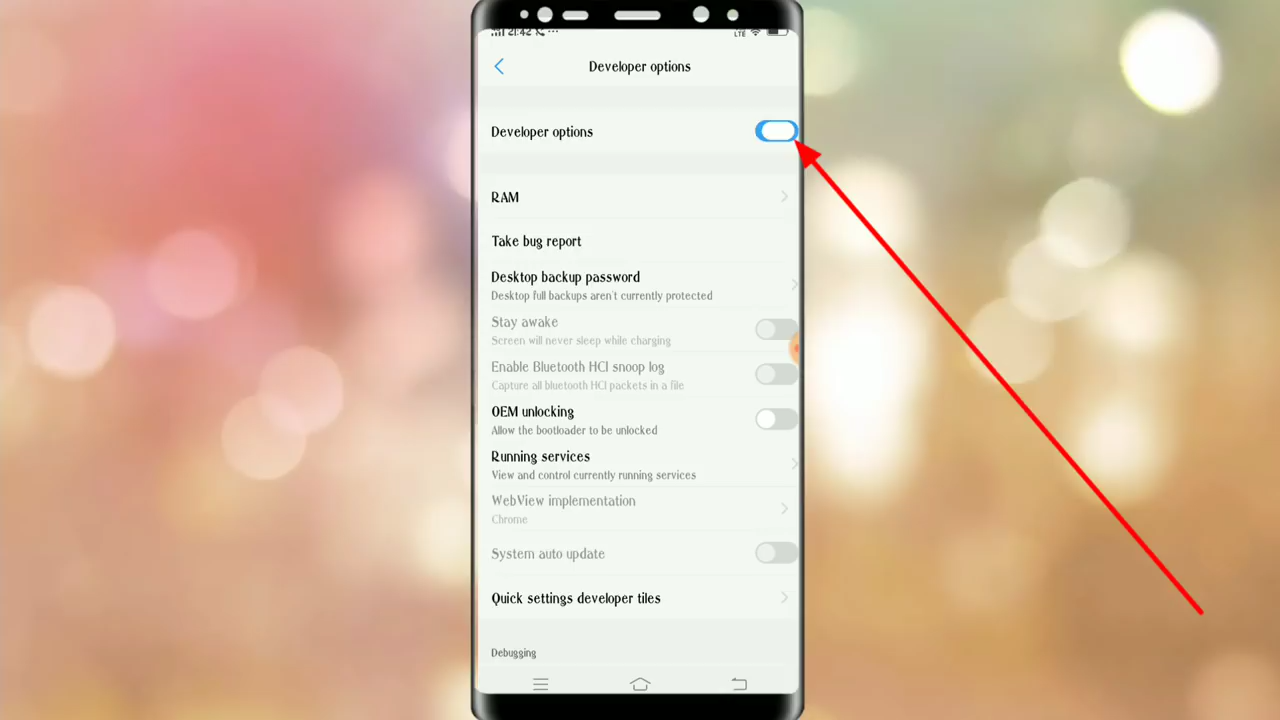 21:42 ...
LTE
Developer options
Developer options
RAM
Take bug report
Desktop backup password
Desktop full backups aren't currently protected
Stay awake
Screen will never sleep while charging
Enable Bluetooth HCI snoop log
Capture all bluetooth HCI packets in a file
OEM unlocking
Allow the bootloader to be unlocked
Running services
View and control currently running services
WebView implementation
Chrome
System auto update
Quick settings developer tiles
Debugging